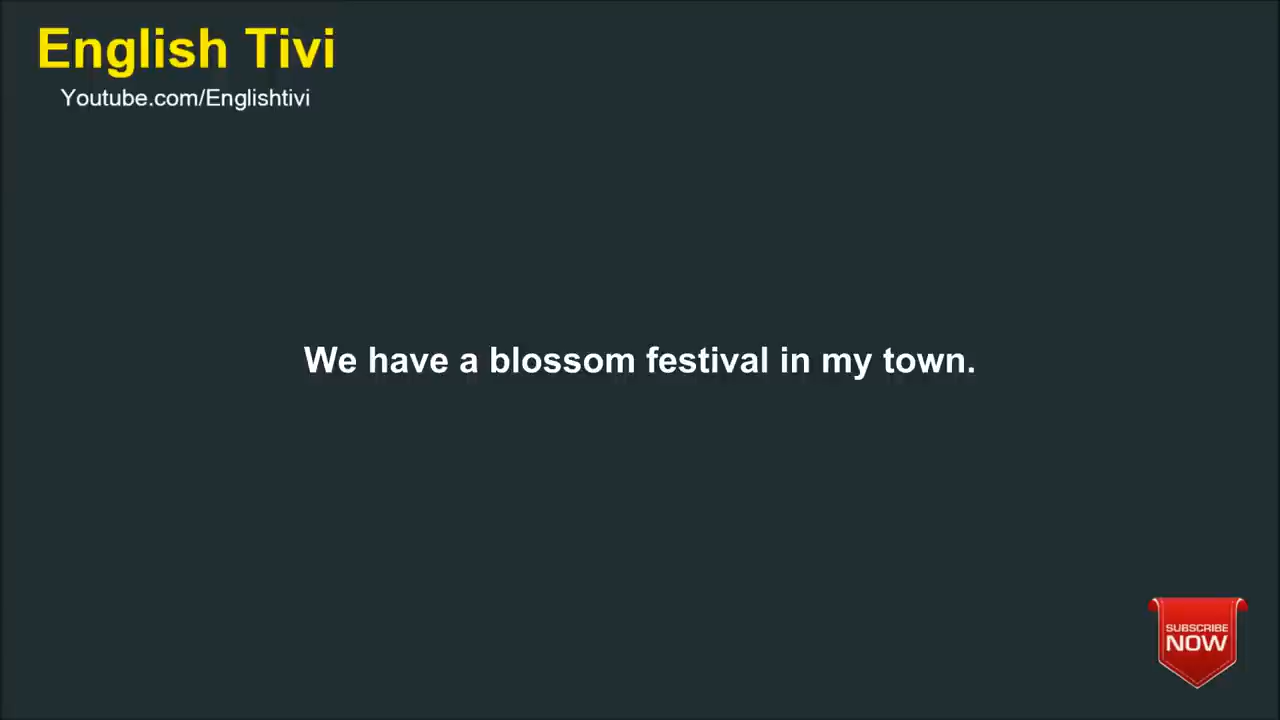 English Tivi
Youtube.com/Englishtivi
We have a blossom festival in my town.
SUBSCRIBE
NOW